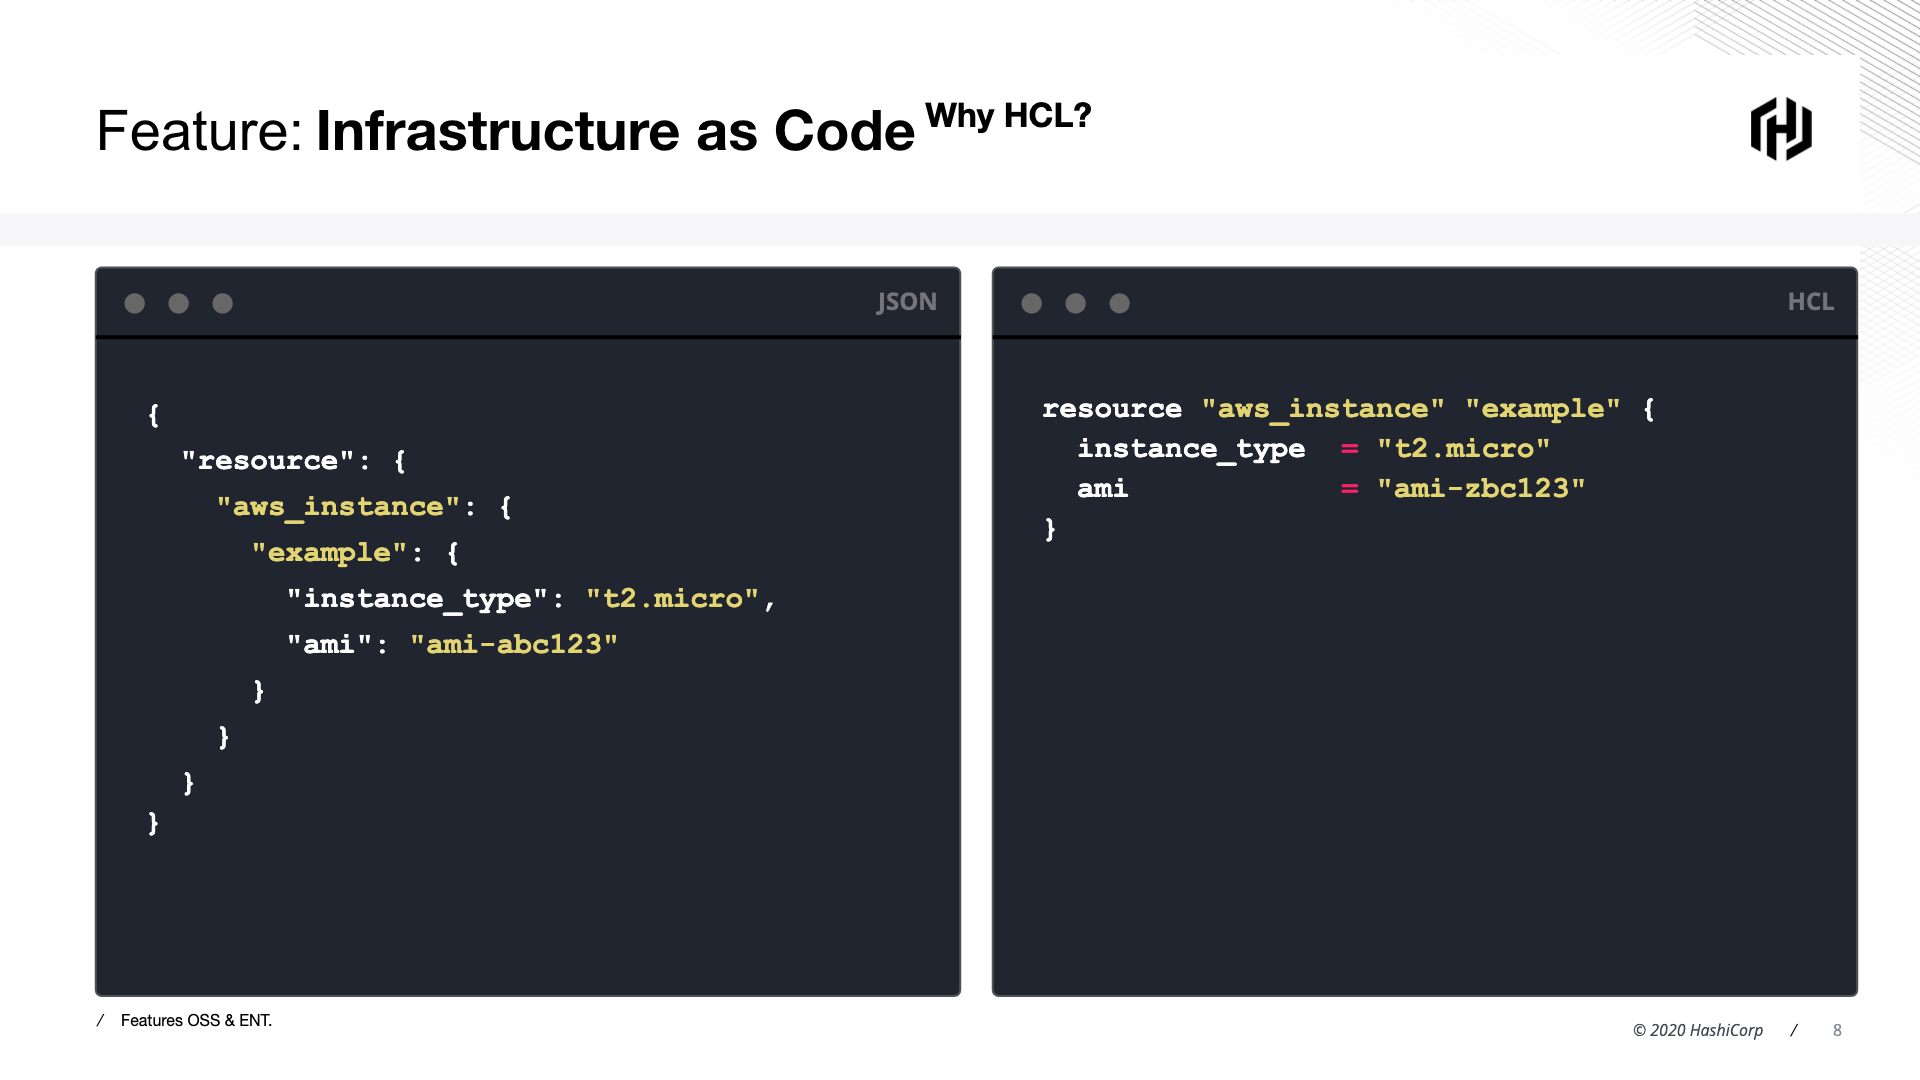 Feature: Infrastructure as Code Why HCL?
JSON
{
  "resource": {
    "aws_instance": {
      "example": {
        "instance_type": "t2.micro",
        "ami": "ami-abc123"
      }
    }
  }
}
HCL
resource "aws_instance" "example" {
  instance_type  = "t2.micro"
  ami            = "ami-zbc123"
}
/ Features OSS & ENT.
© 2020 HashiCorp / 8